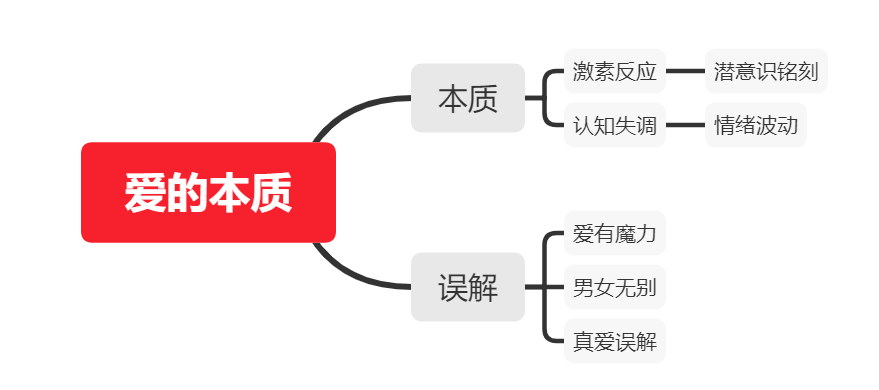 爱的本质
本质
激素反应
潜意识铭刻
认知失调
情绪波动
误解
爱有魔力
男女无别
真爱误解